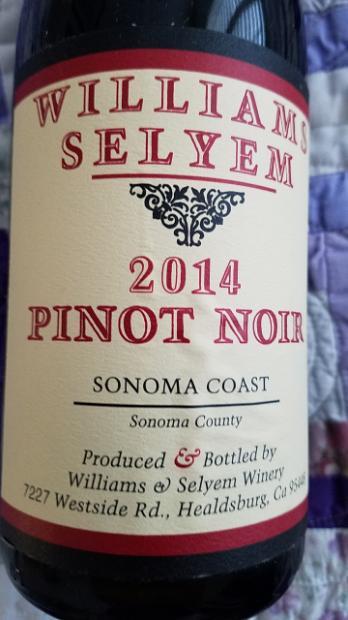 WILLIAMS
SELYEM
2014
PINOT NOIR
SONOMA COAST
Sonoma County
Produced & Bottled by
Williams & Selyem Winery
7227 Westside Rd., Healdsburg, Ca